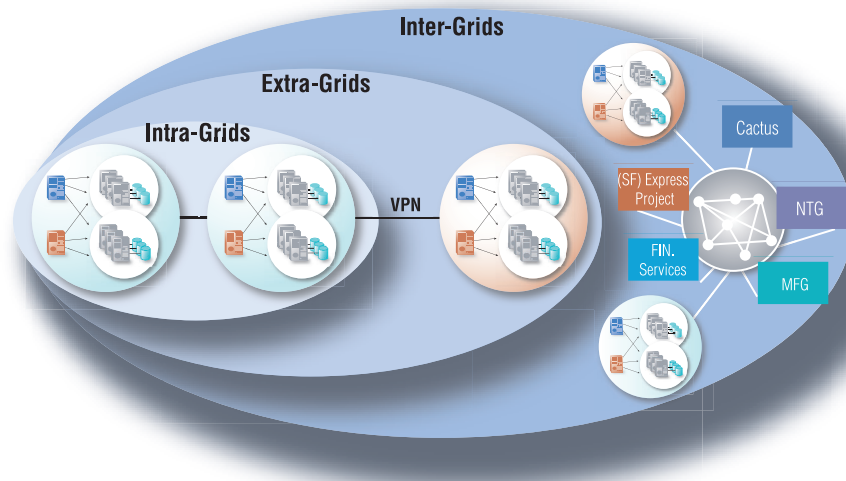 Inter-Grids
Extra-Grids
Intra-Grids
VPN
Cactus
(SF) Express
Project
NTG
FIN.
Services
MFG